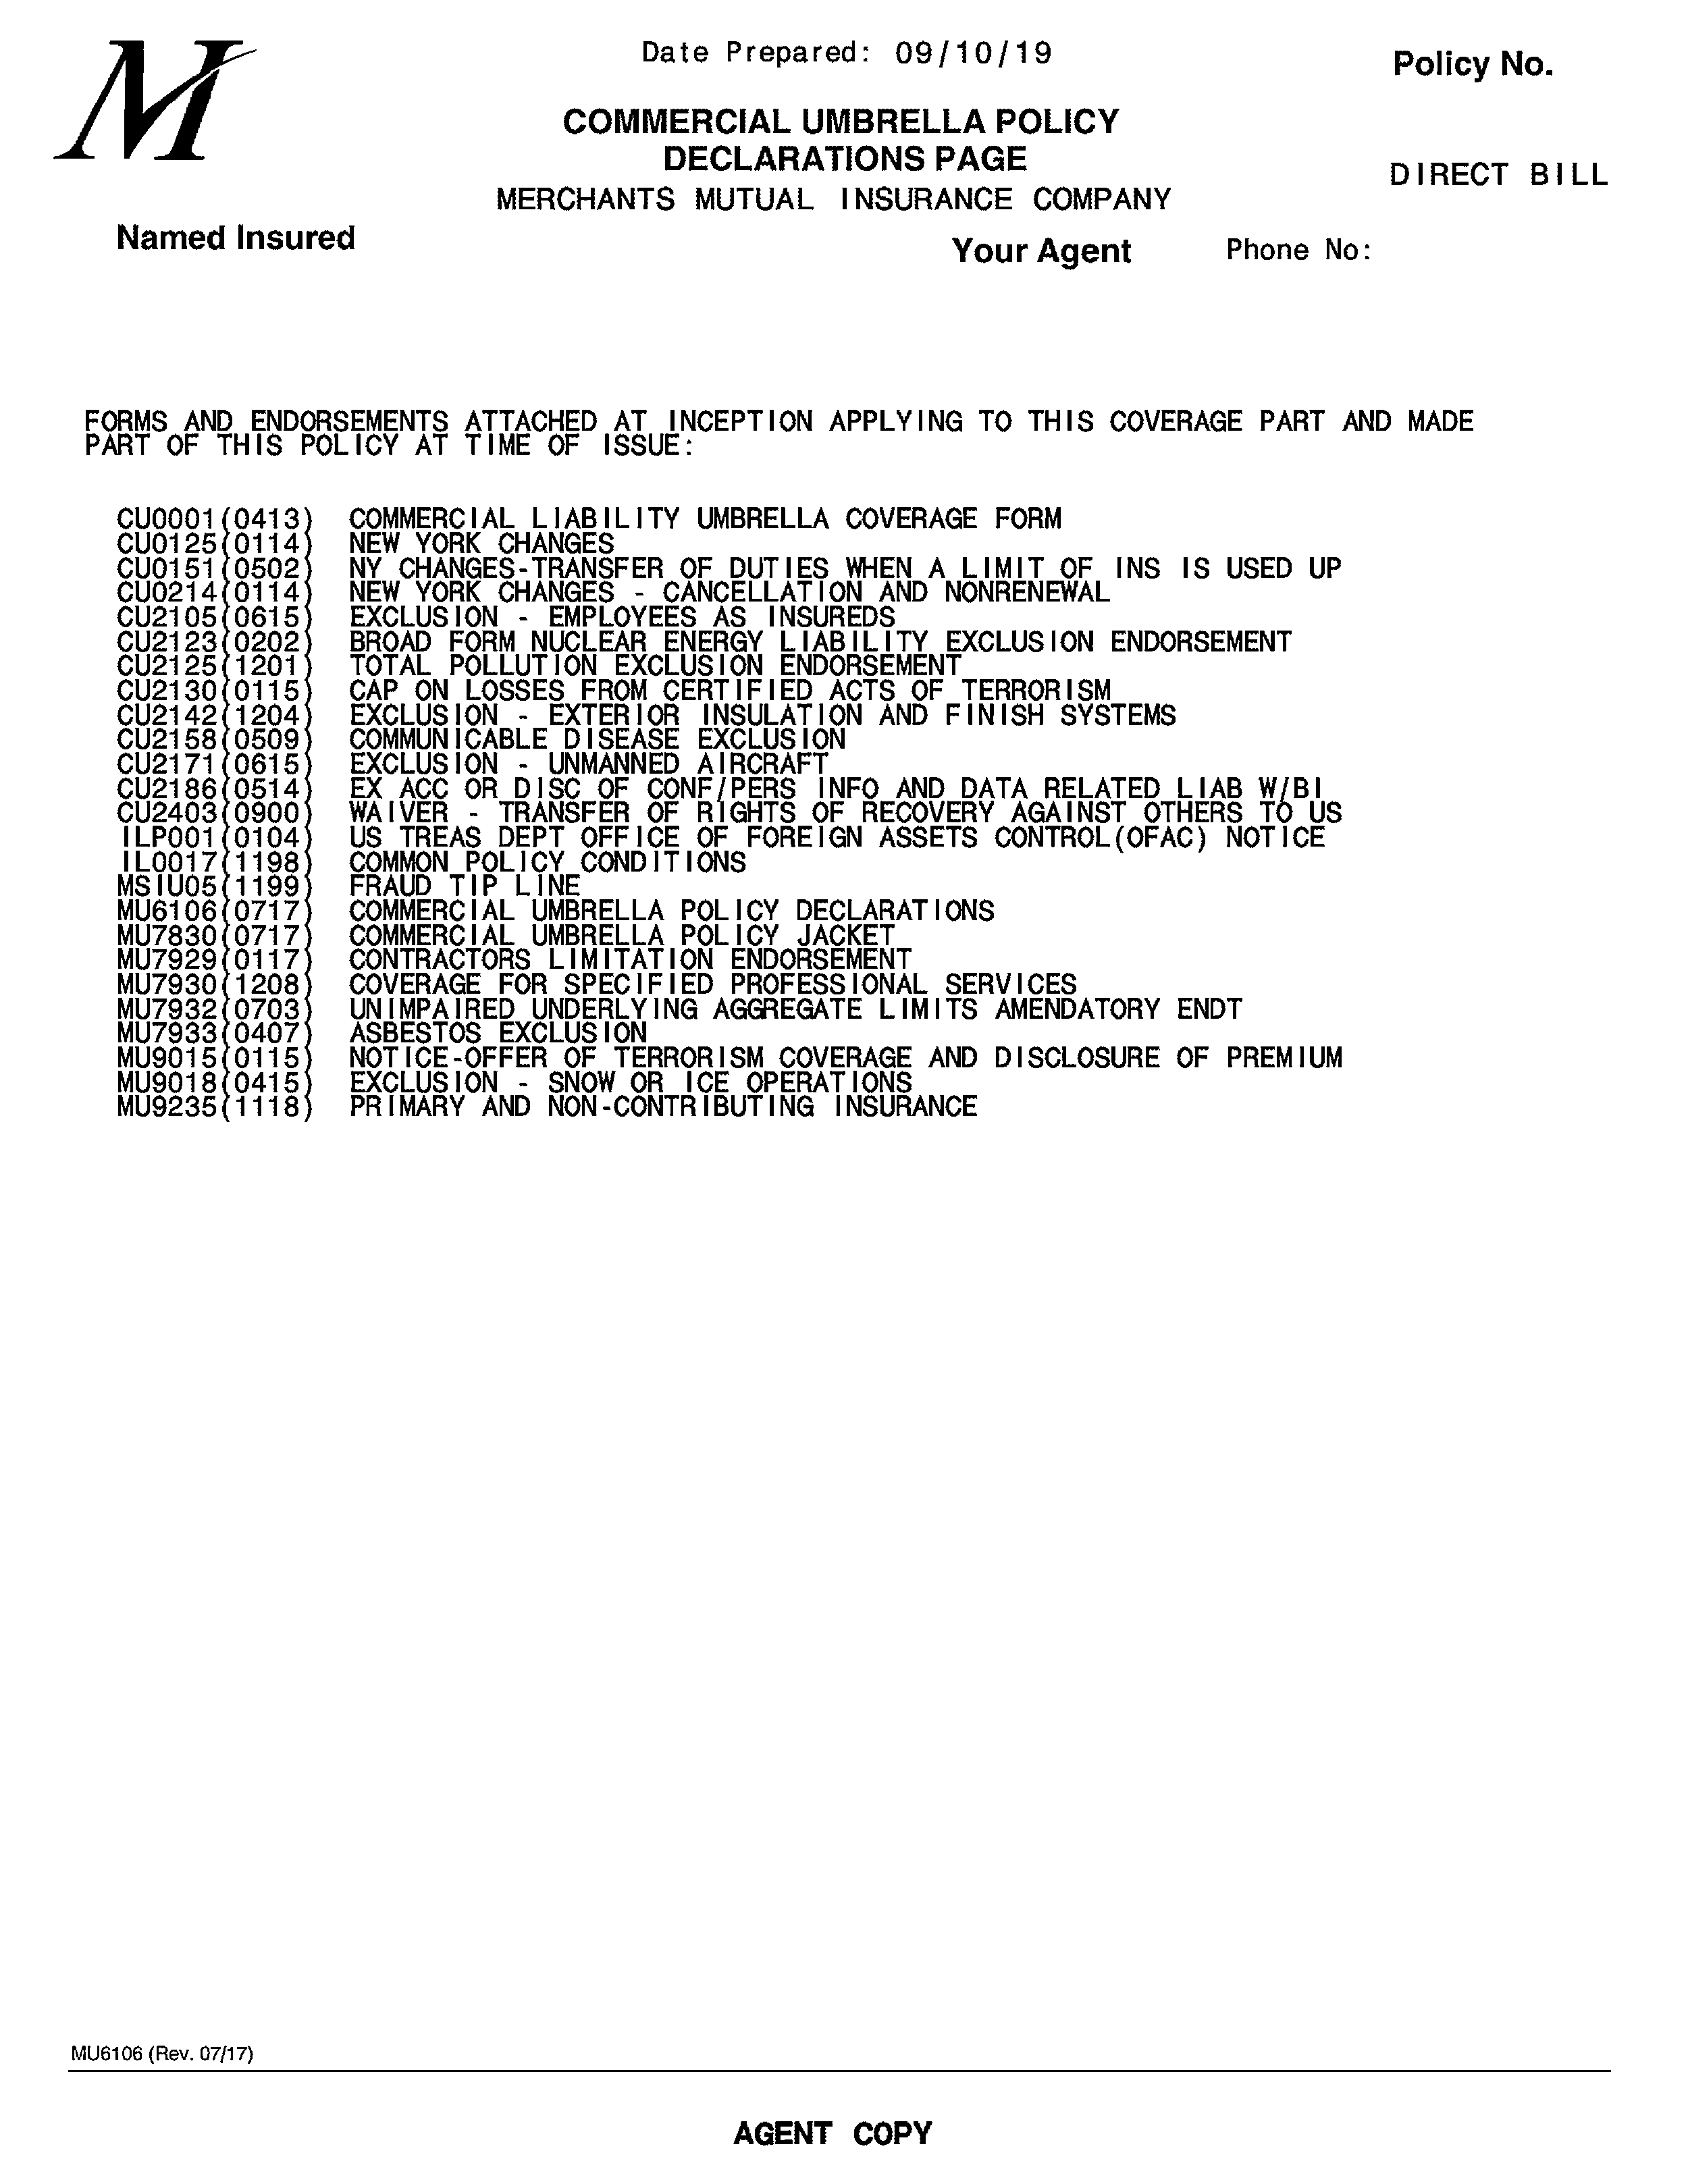 M
Date Prepared: 09/10/19
Policy No.
COMMERCIAL UMBRELLA POLICY
DECLARATIONS PAGE
DIRECT BILL
MERCHANTS MUTUAL INSURANCE COMPANY
Named Insured
Your Agent Phone No:
FORMS AND ENDORSEMENTS ATTACHED AT INCEPTION APPLYING TO THIS COVERAGE PART AND MADE
PART OF THIS POLICY AT TIME OF ISSUE:
CU0001(0413) COMMERCIAL LIABILITY UMBRELLA COVERAGE FORM
CU0125(0114) NEW YORK CHANGES
CU0151(0502) NY CHANGES-TRANSFER OF DUTIES WHEN A LIMIT OF INS IS USED UP
CU0214(0114) NEW YORK CHANGES - CANCELLATION AND NONRENEWAL
CU2105(0615) EXCLUSION - EMPLOYEES AS INSUREDS
CU2123(0202) BROAD FORM NUCLEAR ENERGY LIABILITY EXCLUSION ENDORSEMENT
CU2125(1201) TOTAL POLLUTION EXCLUSION ENDORSEMENT
CU2130(0115) CAP ON LOSSES FROM CERTIFIED ACTS OF TERRORISM
CU2142(1204) EXCLUSION - EXTERIOR INSULATION AND FINISH SYSTEMS
CU2158(0509) COMMUNICABLE DISEASE EXCLUSION
CU2171(0615) EXCLUSION - UNMANNED AIRCRAFT
CU2186(0514) EX ACC OR DISC OF CONF/PERS INFO AND DATA RELATED LIAB W/BI
CU2403(0900) WAIVER - TRANSFER OF RIGHTS OF RECOVERY AGAINST OTHERS TO US
ILP001(0104) US TREAS DEPT OFFICE OF FOREIGN ASSETS CONTROL(OFAC) NOTICE
IL0017(1198) COMMON POLICY CONDITIONS
MSIU05(1199) FRAUD TIP LINE
MU6106(0717) COMMERCIAL UMBRELLA POLICY DECLARATIONS
MU7830(0717) COMMERCIAL UMBRELLA POLICY JACKET
MU7929(0117) CONTRACTORS LIMITATION ENDORSEMENT
MU7930(1208) COVERAGE FOR SPECIFIED PROFESSIONAL SERVICES
MU7932(0703) UNIMPAIRED UNDERLYING AGGREGATE LIMITS AMENDATORY ENDT
MU7933(0407) ASBESTOS EXCLUSION
MU9015(0115) NOTICE-OFFER OF TERRORISM COVERAGE AND DISCLOSURE OF PREMIUM
MU9018(0415) EXCLUSION - SNOW OR ICE OPERATIONS
MU9235(1118) PRIMARY AND NON-CONTRIBUTING INSURANCE
MU6106 (Rev. 07/17)
AGENT COPY